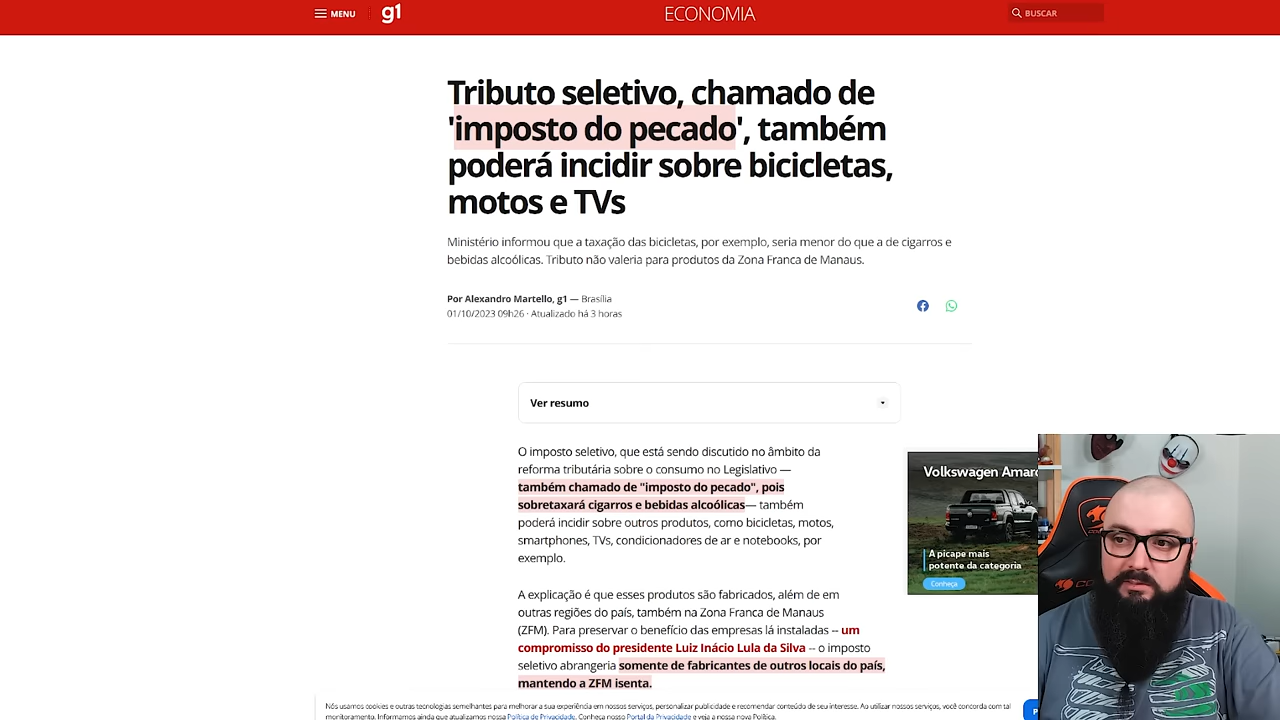 MENU
g1
ECONOMIA
BUSCAR
Tributo seletivo, chamado de
'imposto do pecado', também
poderá incidir sobre bicicletas,
motos e TVs
Ministério informou que a taxação das bicicletas, por exemplo, seria menor do que a de cigarros e
bebidas alcoólicas. Tributo não valeria para produtos da Zona Franca de Manaus.
Por Alexandro Martello, g1 — Brasília
01/10/2023 09h26 · Atualizado há 3 horas
Ver resumo
O imposto seletivo, que está sendo discutido no âmbito da
reforma tributária sobre o consumo no Legislativo —
também chamado de "imposto do pecado", pois
sobretaxará cigarros e bebidas alcoólicas— também
poderá incidir sobre outros produtos, como bicicletas, motos,
smartphones, TVs, condicionadores de ar e notebooks, por
exemplo.
A explicação é que esses produtos são fabricados, além de em
outras regiões do país, também na Zona Franca de Manaus
(ZFM). Para preservar o benefício das empresas lá instaladas -- um
compromisso do presidente Luiz Inácio Lula da Silva -- o imposto
seletivo abrangeria somente de fabricantes de outros locais do país,
mantendo a ZFM isenta.
Volkswagen Amaro
A picape mais
potente da categoria
Conheça
Nós usamos cookies e outras tecnologias semelhantes para melhorar a sua experiência em nossos serviços, personalizar publicidade e recomendar conteúdo de seu interesse. Ao utilizar nossos serviços, você concorda com tal
monitoramento. Informamos ainda que atualizamos nossa Política de Privacidade. Conheça nosso Portal da Privacidade e veja a nossa nova Política.